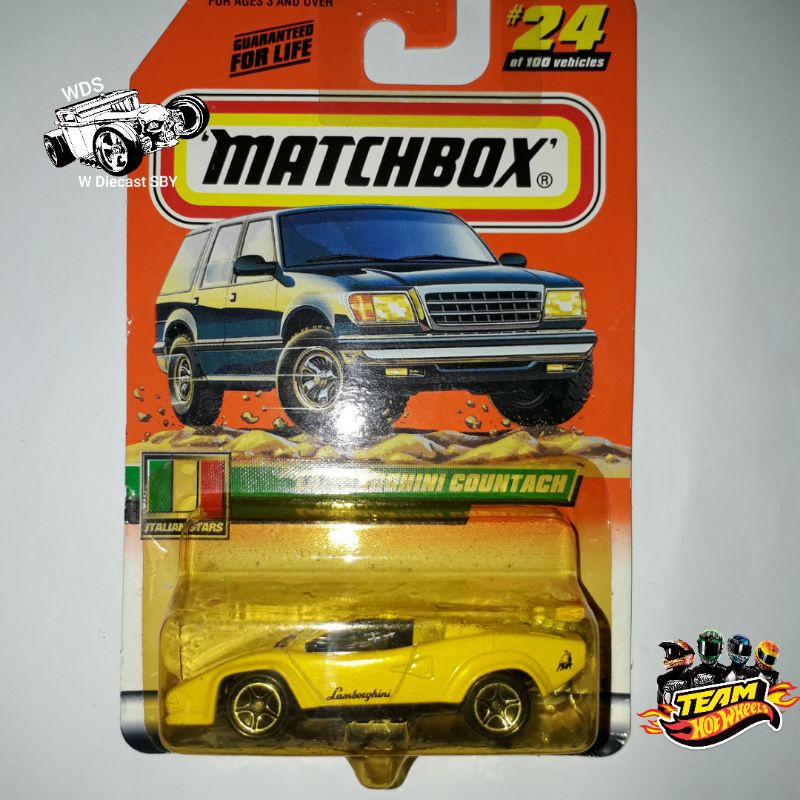 FOR AGES 3 AND OVER
GUARANTEED
FOR LIFE
#24
of 100 vehicles
WDS
W Diecast SBY
'MATCHBOX'
®
COUNTACH
ITALIAN STARS
Lamborghini
TEAM
HOT WHEELS